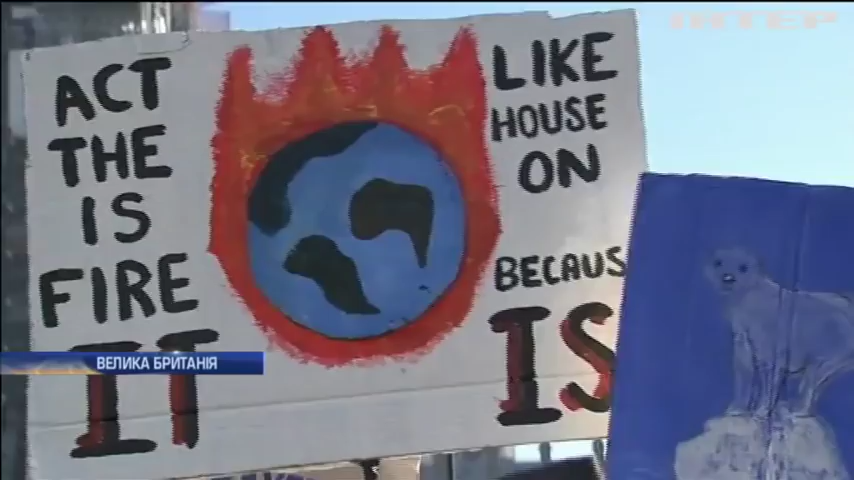 ІНТЕР
ACT LIKE
THE HOUSE
IS ON
FIRE BECAUS
IT IS
ВЕЛИКА БРИТАНІЯ